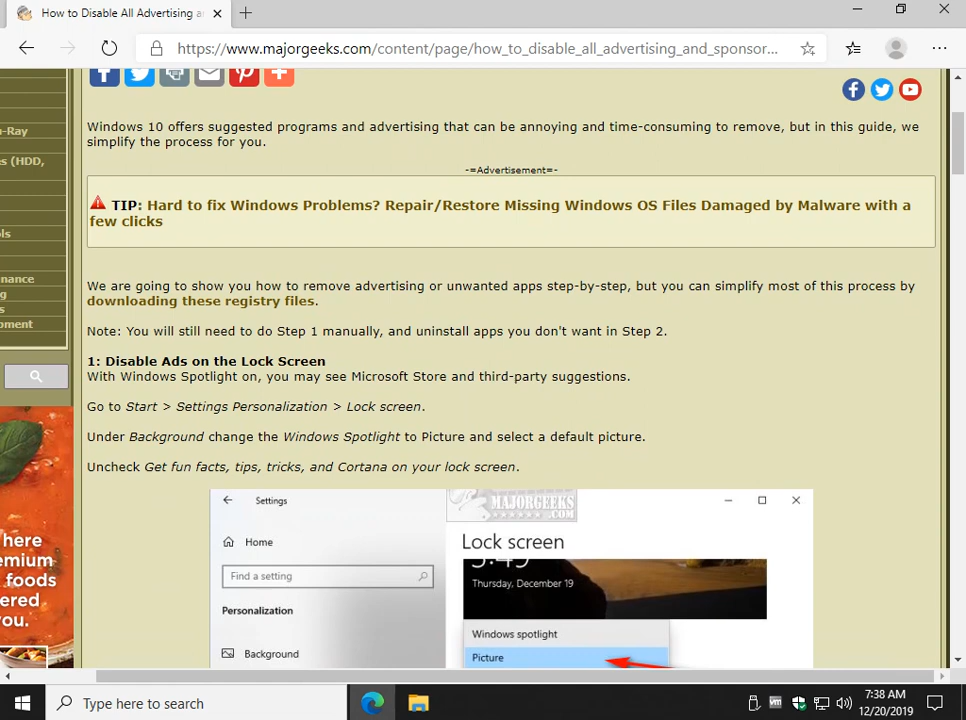 How to Disable All Advertising a
https://www.majorgeeks.com/content/page/how_to_disable_all_advertising_and_sponsor...
-Ray
es (HDD,
ols
nance
g
s
oment
Windows 10 offers suggested programs and advertising that can be annoying and time-consuming to remove, but in this guide, we
simplify the process for you.
-=Advertisement=-
TIP: Hard to fix Windows Problems? Repair/Restore Missing Windows OS Files Damaged by Malware with a
few clicks
We are going to show you how to remove advertising or unwanted apps step-by-step, but you can simplify most of this process by
downloading these registry files.
Note: You will still need to do Step 1 manually, and uninstall apps you don't want in Step 2.
1: Disable Ads on the Lock Screen
With Windows Spotlight on, you may see Microsoft Store and third-party suggestions.
Go to Start > Settings Personalization > Lock screen.
Under Background change the Windows Spotlight to Picture and select a default picture.
Uncheck Get fun facts, tips, tricks, and Cortana on your lock screen.
here
emium
foods
ered
ou.
Settings
MAJORGEEKS
.COM
Home
Lock screen
Find a setting
Thursday, December 19
Personalization
Windows spotlight
Background
Picture
Type here to search
7:38 AM
12/20/2019